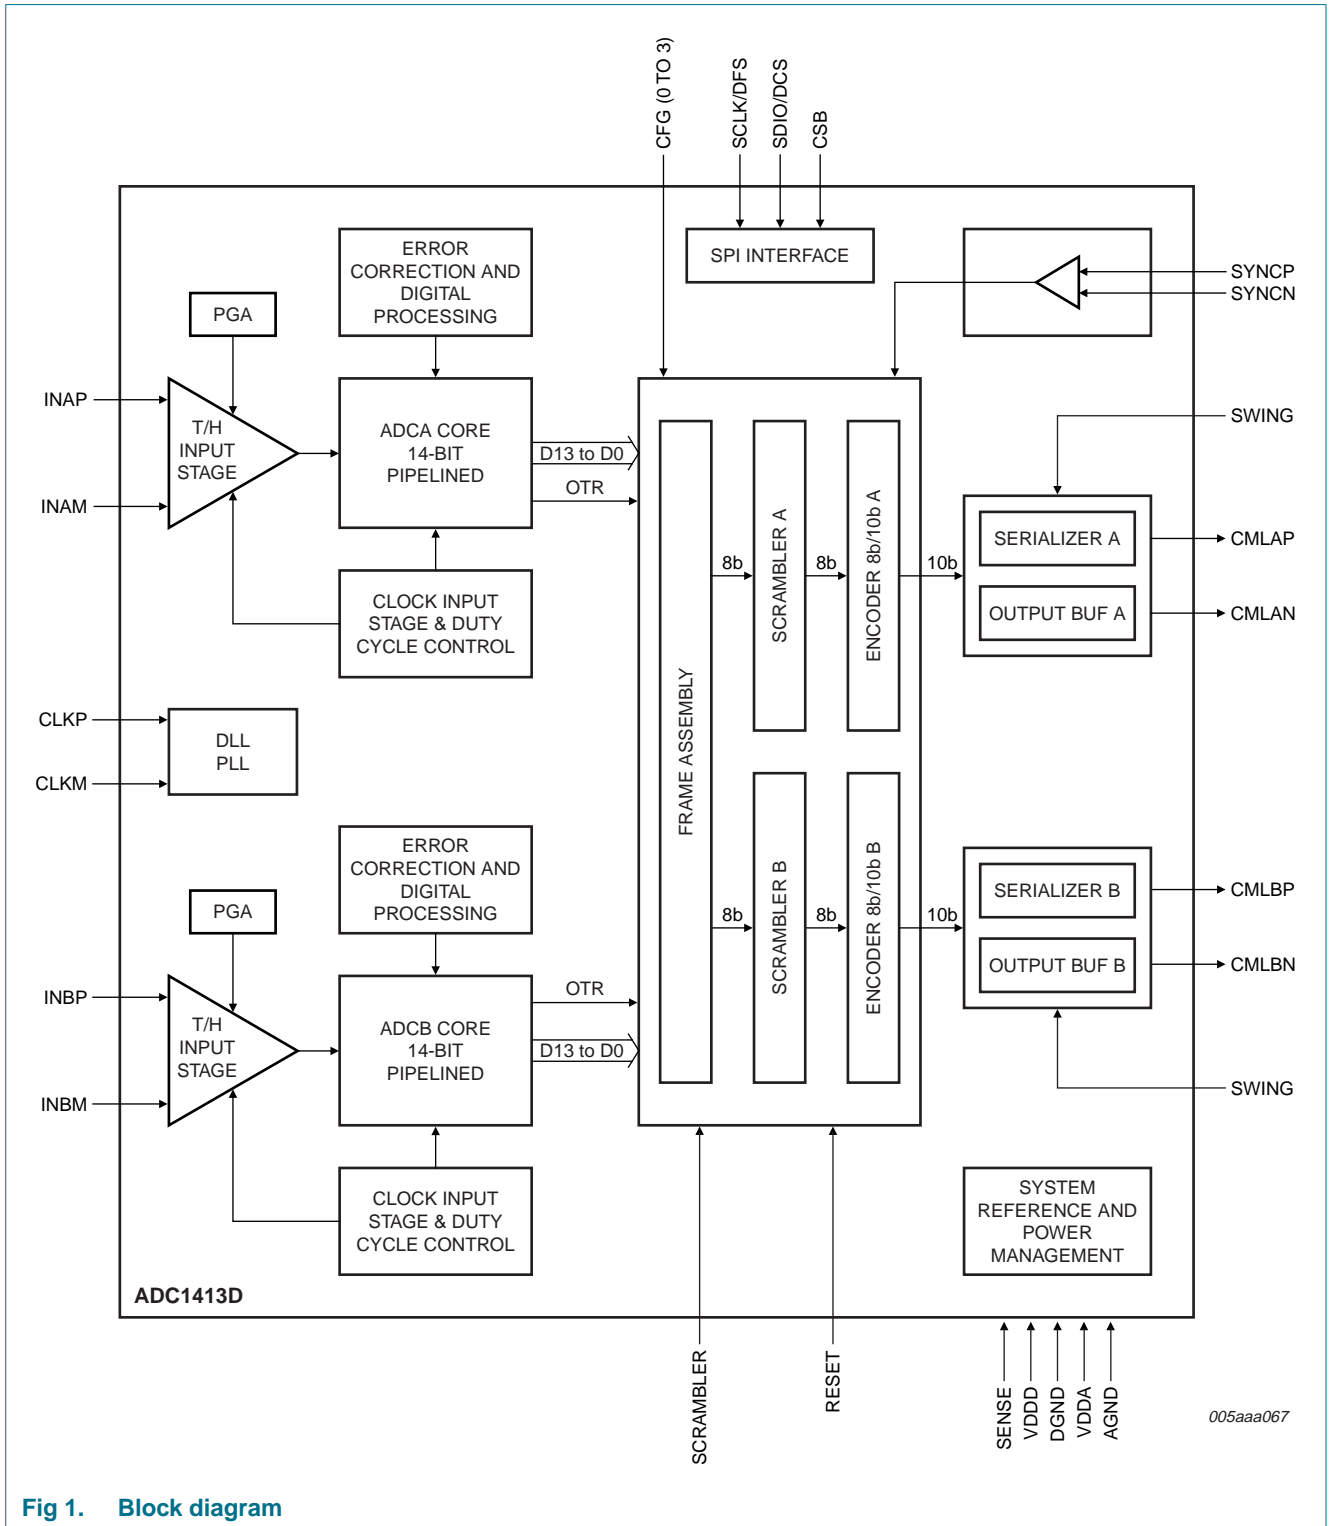 CFG (0 TO 3)
SCLK/DFS
SDIO/DCS
CSB
ERROR
CORRECTION AND
DIGITAL
PROCESSING
SPI INTERFACE
SYNCP
SYNCN
PGA
INAP
INAM
T/H
INPUT
STAGE
ADCA CORE
14-BIT
PIPELINED
D13 to D0
OTR
SWING
FRAME ASSEMBLY
8b
SCRAMBLER A
8b
ENCODER 8b/10b A
10b
SERIALIZER A
OUTPUT BUF A
CMLAP
CMLAN
CLOCK INPUT
STAGE & DUTY
CYCLE CONTROL
CLKP
CLKM
DLL
PLL
ERROR
CORRECTION AND
DIGITAL
PROCESSING
PGA
INBP
INBM
T/H
INPUT
STAGE
ADCB CORE
14-BIT
PIPELINED
OTR
D13 to D0
8b
SCRAMBLER B
8b
ENCODER 8b/10b B
10b
SERIALIZER B
OUTPUT BUF B
CMLBP
CMLBN
SWING
CLOCK INPUT
STAGE & DUTY
CYCLE CONTROL
SYSTEM
REFERENCE AND
POWER
MANAGEMENT
ADC1413D
SCRAMBLER
RESET
SENSE
VDDD
DGND
VDDA
AGND
005aaa067
Fig 1. Block diagram